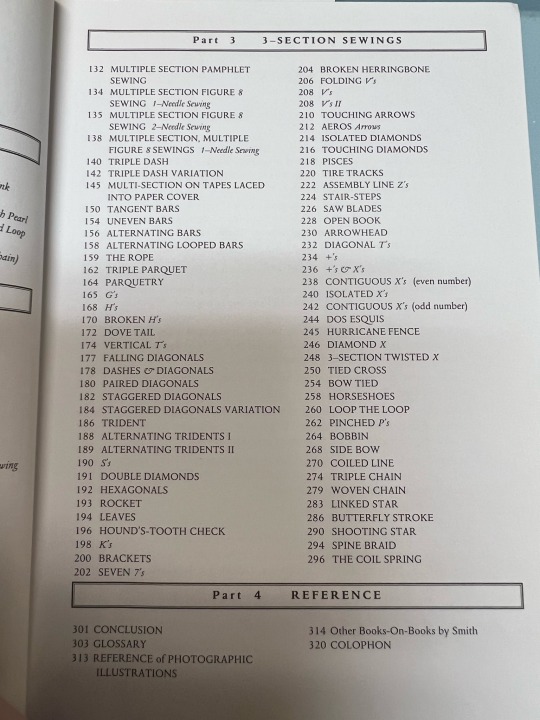 Part 3 3–SECTION SEWINGS
132 MULTIPLE SECTION PAMPHLET
SEWING
134 MULTIPLE SECTION FIGURE 8
SEWING 1–Needle Sewing
135 MULTIPLE SECTION FIGURE 8
SEWING 2–Needle Sewing
138 MULTIPLE SECTION, MULTIPLE
FIGURE 8 SEWINGS 1–Needle Sewing
140 TRIPLE DASH
142 TRIPLE DASH VARIATION
145 MULTI-SECTION ON TAPES LACED
INTO PAPER COVER
150 TANGENT BARS
154 UNEVEN BARS
156 ALTERNATING BARS
158 ALTERNATING LOOPED BARS
159 THE ROPE
162 TRIPLE PARQUET
164 PARQUETRY
165 G's
168 H's
170 BROKEN H's
172 DOVE TAIL
174 VERTICAL T's
177 FALLING DIAGONALS
178 DASHES & DIAGONALS
180 PAIRED DIAGONALS
182 STAGGERED DIAGONALS
184 STAGGERED DIAGONALS VARIATION
186 TRIDENT
188 ALTERNATING TRIDENTS I
189 ALTERNATING TRIDENTS II
190 S's
191 DOUBLE DIAMONDS
192 HEXAGONALS
193 ROCKET
194 LEAVES
196 HOUND'S-TOOTH CHECK
198 K's
200 BRACKETS
202 SEVEN 7's
204 BROKEN HERRINGBONE
206 FOLDING V's
208 V's
208 V's II
210 TOUCHING ARROWS
212 AEROS Arrows
214 ISOLATED DIAMONDS
216 TOUCHING DIAMONDS
218 PISCES
220 TIRE TRACKS
222 ASSEMBLY LINE Z's
224 STAIR-STEPS
226 SAW BLADES
228 OPEN BOOK
230 ARROWHEAD
232 DIAGONAL T's
234 +'s
236 +'s & X's
238 CONTIGUOUS X's (even number)
240 ISOLATED X's
242 CONTIGUOUS X's (odd number)
244 DOS ESQUIS
245 HURRICANE FENCE
246 DIAMOND X
248 3–SECTION TWISTED X
250 TIED CROSS
254 BOW TIED
258 HORSESHOES
260 LOOP THE LOOP
262 PINCHED P's
264 BOBBIN
268 SIDE BOW
270 COILED LINE
274 TRIPLE CHAIN
279 WOVEN CHAIN
283 LINKED STAR
286 BUTTERFLY STROKE
290 SHOOTING STAR
294 SPINE BRAID
296 THE COIL SPRING
Part 4 REFERENCE
301 CONCLUSION
303 GLOSSARY
313 REFERENCE of PHOTOGRAPHIC
ILLUSTRATIONS
314 Other Books-On-Books by Smith
320 COLOPHON
Pearl
Loop